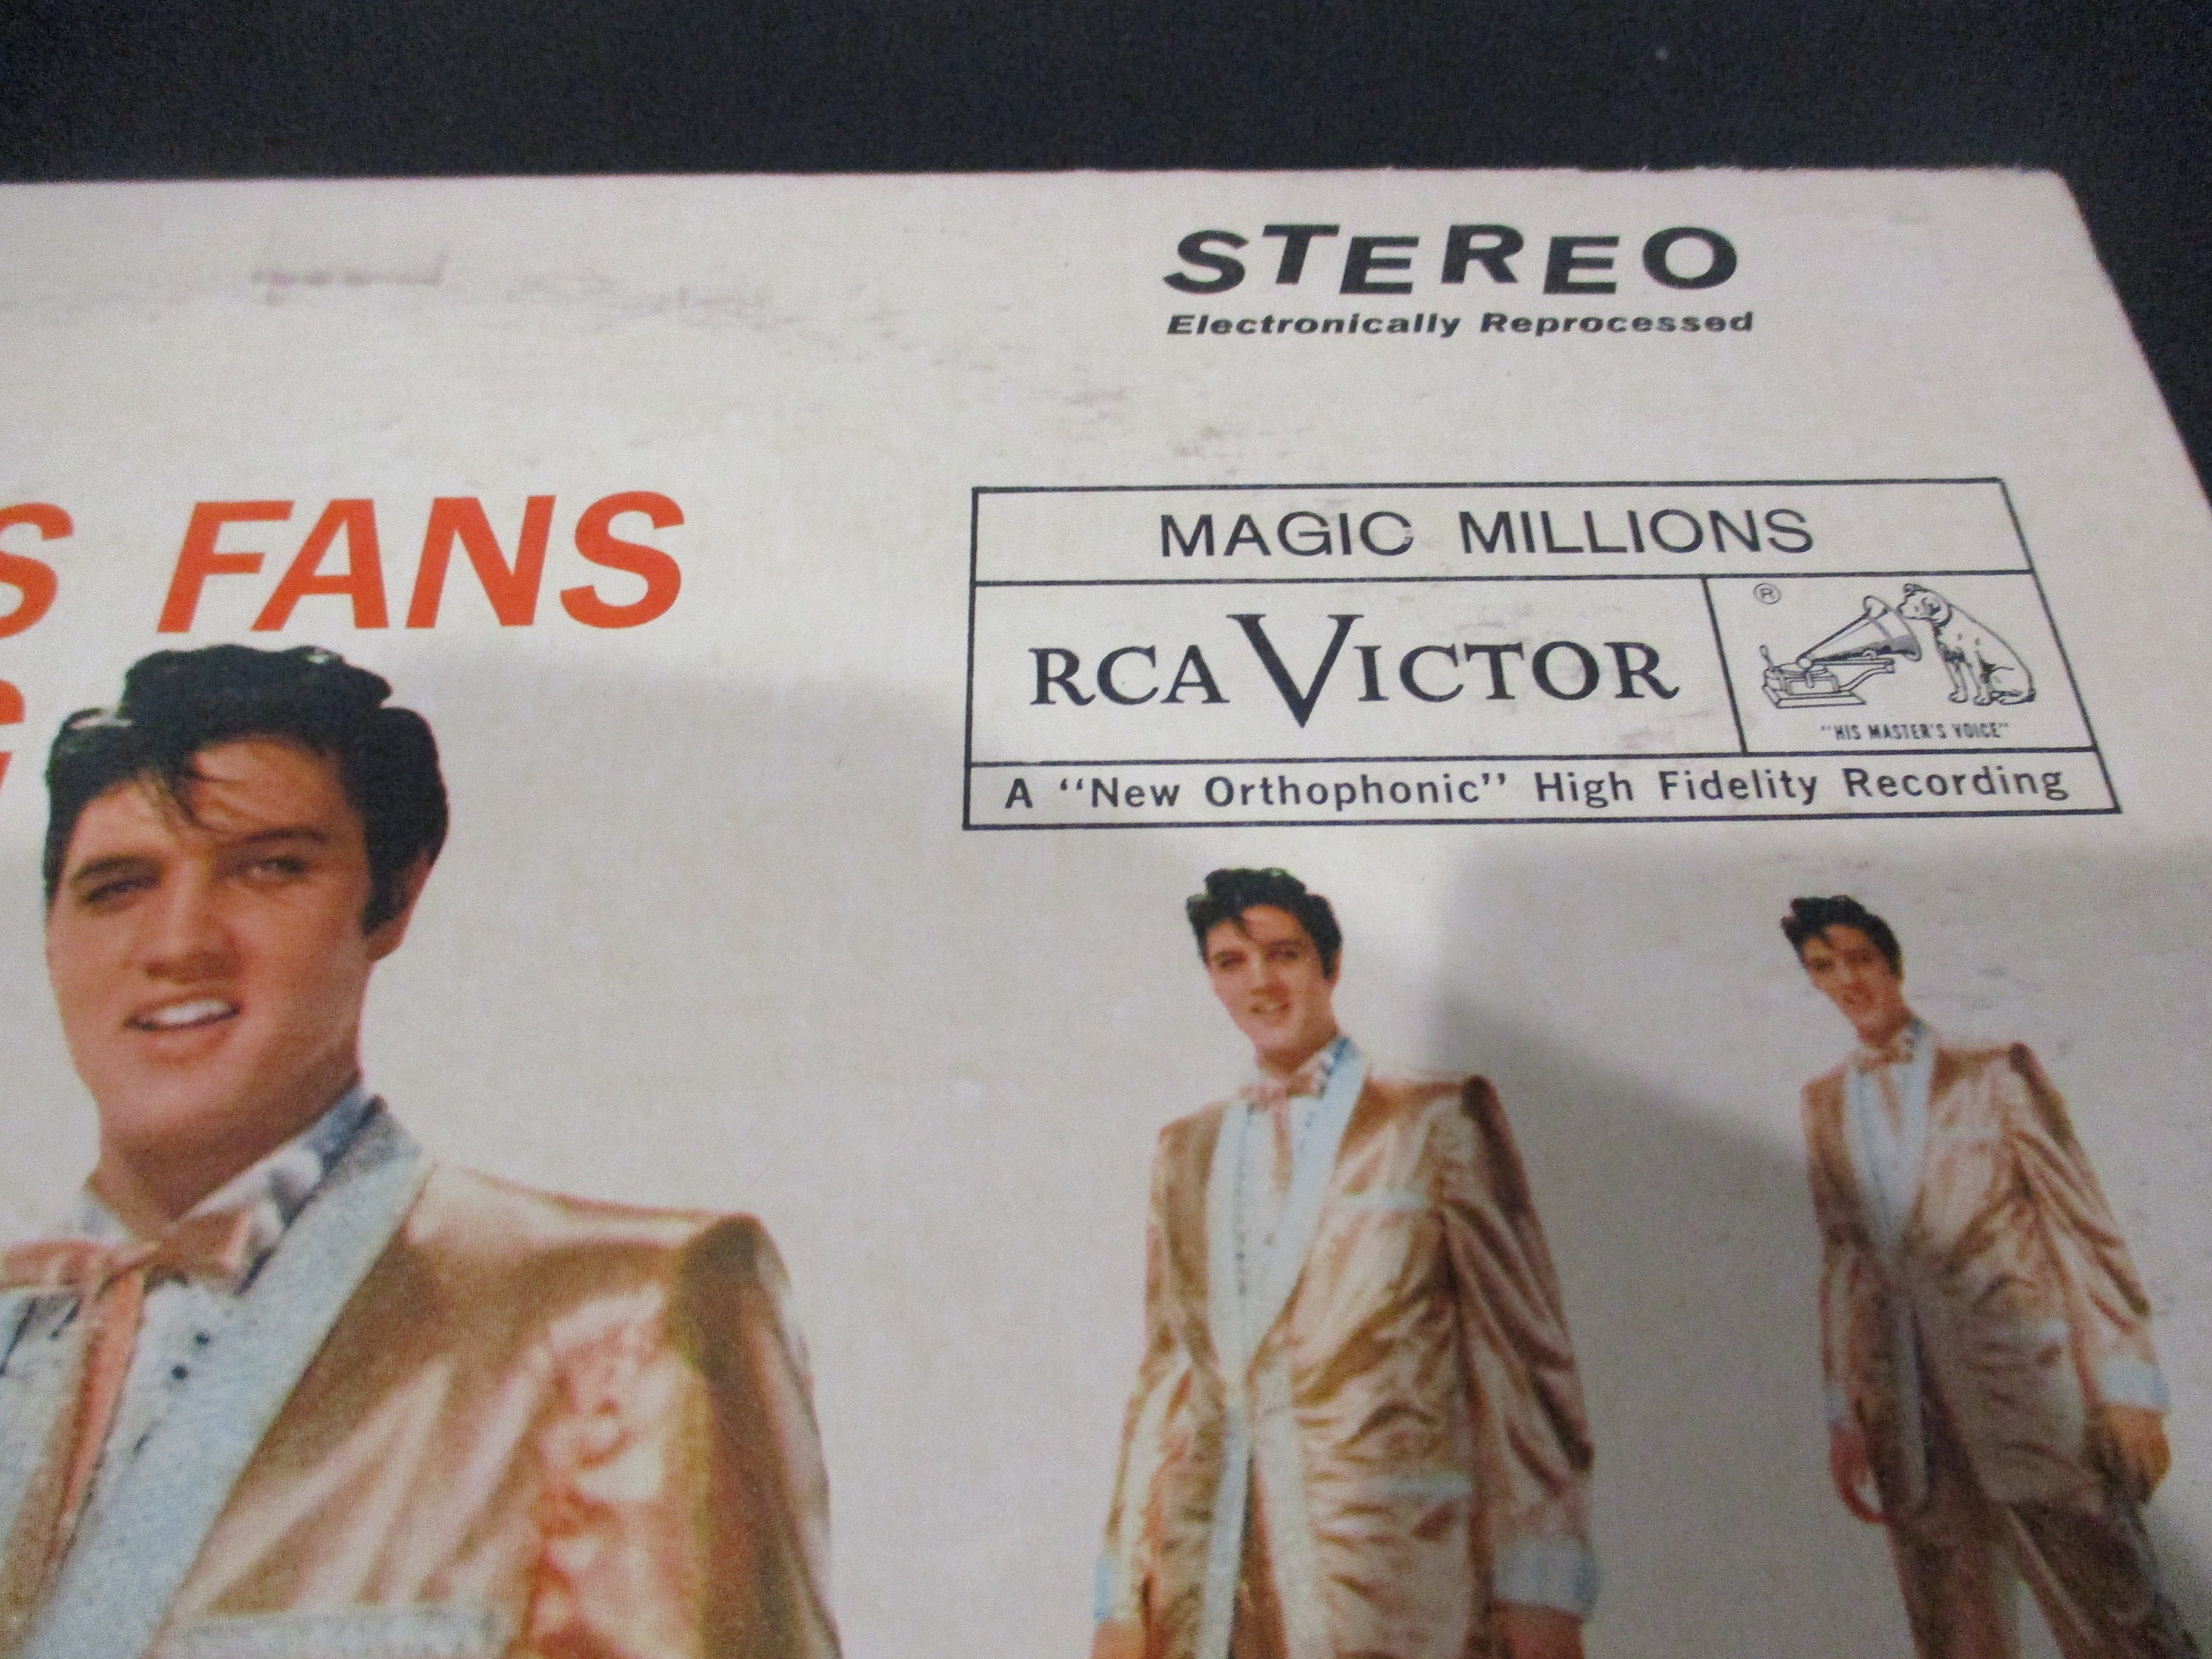 STEREO
Electronically Reprocessed
S FANS
MAGIC MILLIONS
RCA VICTOR
®
"HIS MASTER'S VOICE"
A "New Orthophonic" High Fidelity Recording